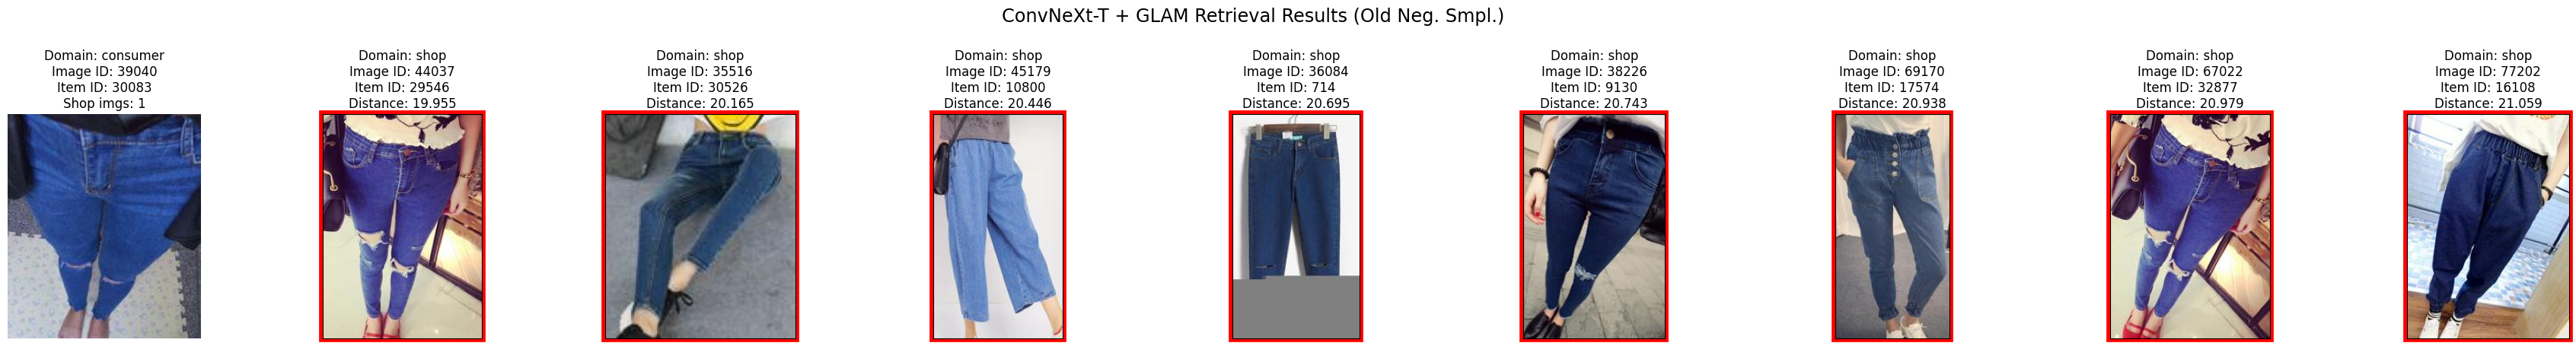 ConvNeXt-T + GLAM Retrieval Results (Old Neg. Smpl.)
Domain: consumer
Image ID: 39040
Item ID: 30083
Shop imgs: 1
Domain: shop
Image ID: 44037
Item ID: 29546
Distance: 19.955
Domain: shop
Image ID: 35516
Item ID: 30526
Distance: 20.165
Domain: shop
Image ID: 45179
Item ID: 10800
Distance: 20.446
Domain: shop
Image ID: 36084
Item ID: 714
Distance: 20.695
Domain: shop
Image ID: 38226
Item ID: 9130
Distance: 20.743
Domain: shop
Image ID: 69170
Item ID: 17574
Distance: 20.938
Domain: shop
Image ID: 67022
Item ID: 32877
Distance: 20.979
Domain: shop
Image ID: 77202
Item ID: 16108
Distance: 21.059